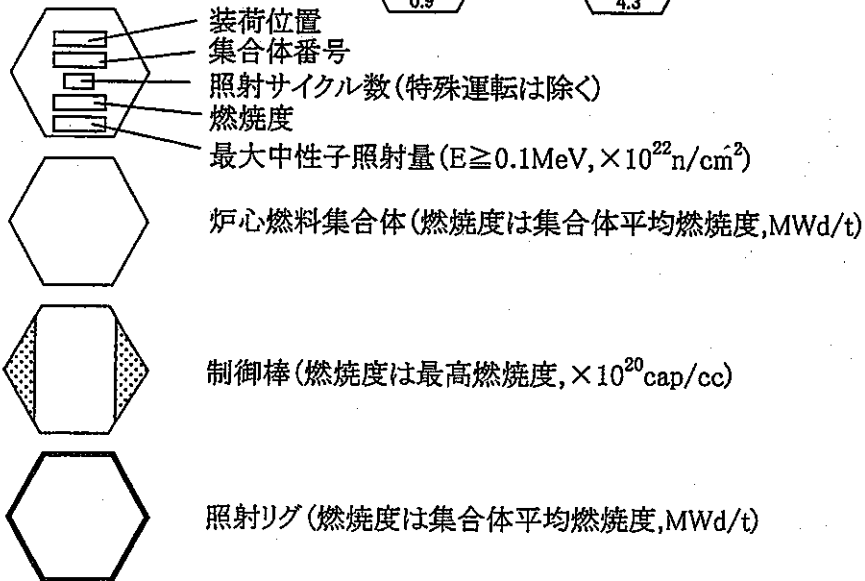 0.9 4.3
装荷位置
集合体番号
照射サイクル数(特殊運転は除く)
燃焼度
最大中性子照射量(E≧0.1MeV,×10²²n/cm²)
炉心燃料集合体(燃焼度は集合体平均燃焼度,MWd/t)
制御棒(燃焼度は最高燃焼度,×10²⁰cap/cc)
照射リグ(燃焼度は集合体平均燃焼度,MWd/t)